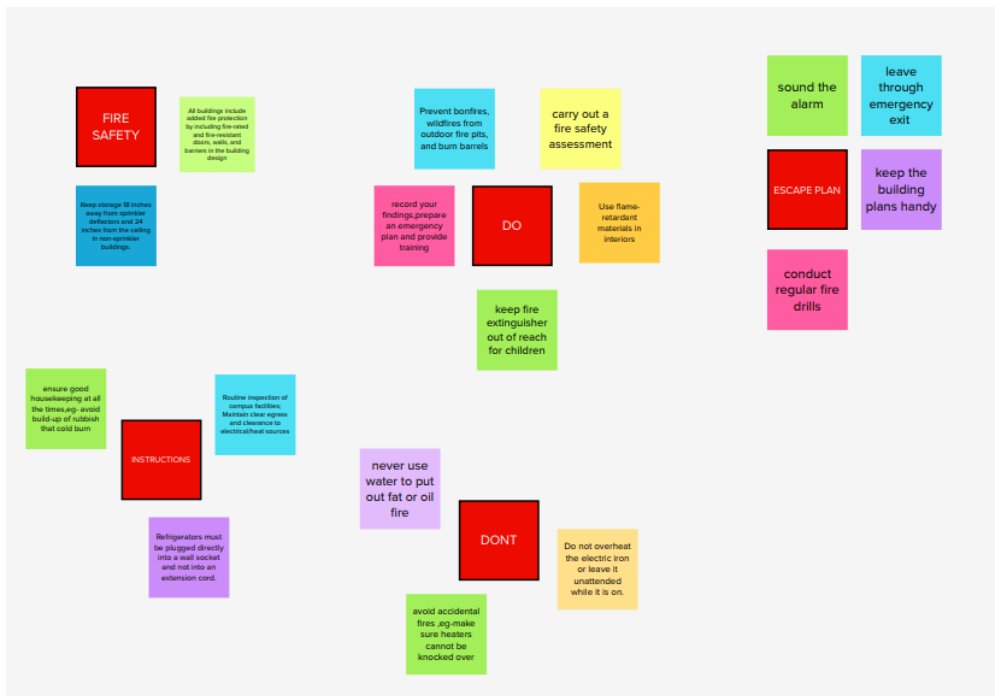 FIRE
SAFETY
All buildings include
added fire protection
by including fire-rated
and fire-resistant
doors, walls, and
barriers in the building
design
Keep storage 18 inches
away from sprinkler
deflectors and 24
inches from the ceiling
in non-sprinkler
buildings.
Prevent bonfires,
wildfires from
outdoor fire pits,
and burn barrels
carry out a
fire safety
assessment
record your
findings,prepare
an emergency
plan and provide
training
DO
Use flame-
retardant
materials in
interiors
keep fire
extinguisher
out of reach
for children
sound the
alarm
leave
through
emergency
exit
ESCAPE PLAN
keep the
building
plans handy
conduct
regular fire
drills
ensure good
housekeeping at all
the times,eg- avoid
build-up of rubbish
that cold burn
Routine inspection of
campus facilities;
Maintain clear egress
and clearance to
electrical/heat sources
INSTRUCTIONS
Refrigerators must
be plugged directly
into a wall socket
and not into an
extension cord.
never use
water to put
out fat or oil
fire
DONT
Do not overheat
the electric iron
or leave it
unattended
while it is on.
avoid accidental
fires ,eg-make
sure heaters
cannot be
knocked over